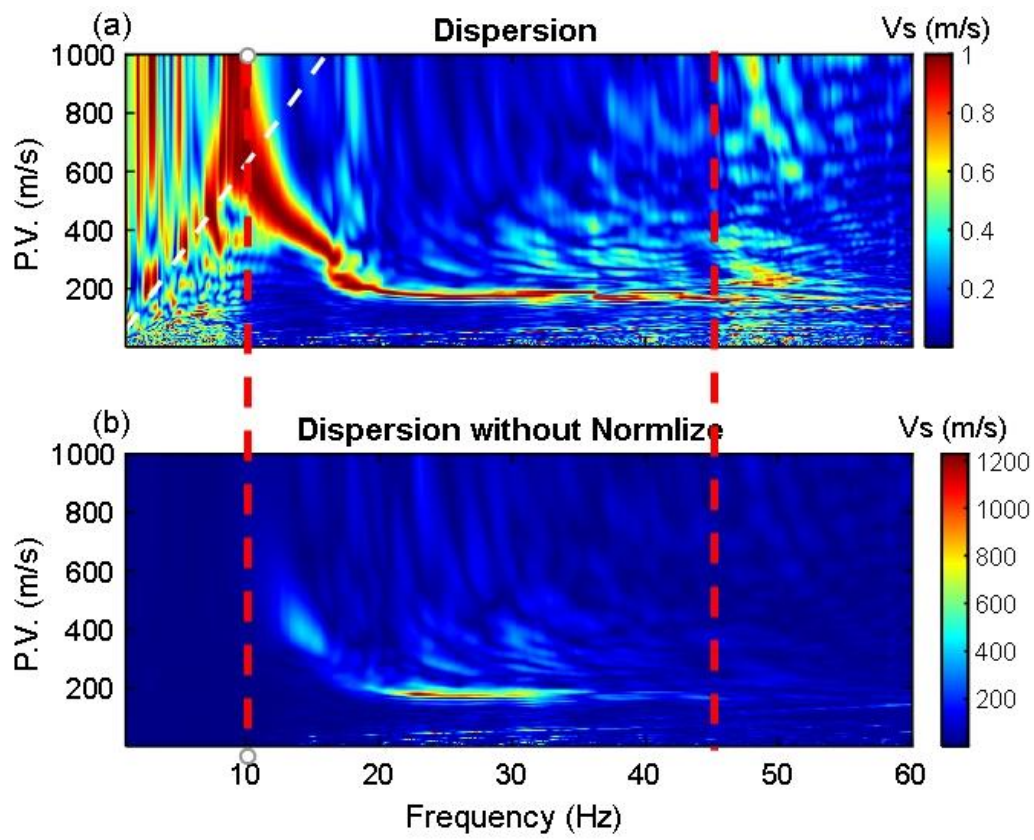 (a)
Dispersion
Vs (m/s)
1000
800
600
400
200
P.V. (m/s)
1
0.8
0.6
0.4
0.2
(b)
Dispersion without Normlize
Vs (m/s)
1000
800
600
400
200
P.V. (m/s)
1200
1000
800
600
400
200
10 20 30 40 50 60
Frequency (Hz)